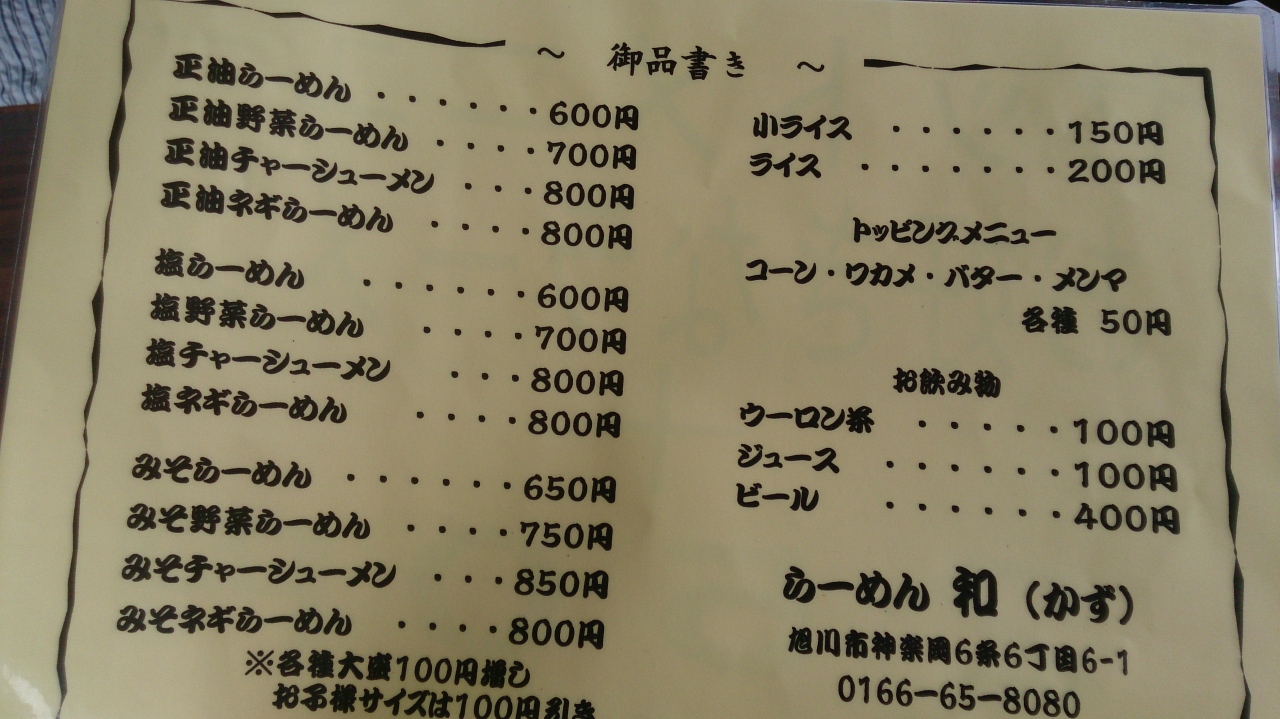 ～ 御品書き ～
正油らーめん ・・・・・・600円
正油野菜らーめん ・・・・700円
正油チャーシューメン ・・・800円
正油ネギらーめん ・・・・800円
塩らーめん ・・・・・・600円
塩野菜らーめん ・・・・700円
塩チャーシューメン ・・・800円
塩ネギらーめん ・・・・800円
みそらーめん ・・・・・・650円
みそ野菜らーめん ・・・・750円
みそチャーシューメン ・・・850円
みそネギらーめん ・・・・800円
※各種大盛100円増し
お子様サイズは100円引き
小ライス ・・・・・・150円
ライス ・・・・・・・200円
トッピングメニュー
コーン・ワカメ・バター・メンマ
各種 50円
お飲み物
ウーロン茶 ・・・・・100円
ジュース ・・・・・・100円
ビール ・・・・・・400円
らーめん 和（かず）
旭川市神楽岡6条6丁目6-1
0166－65－8080